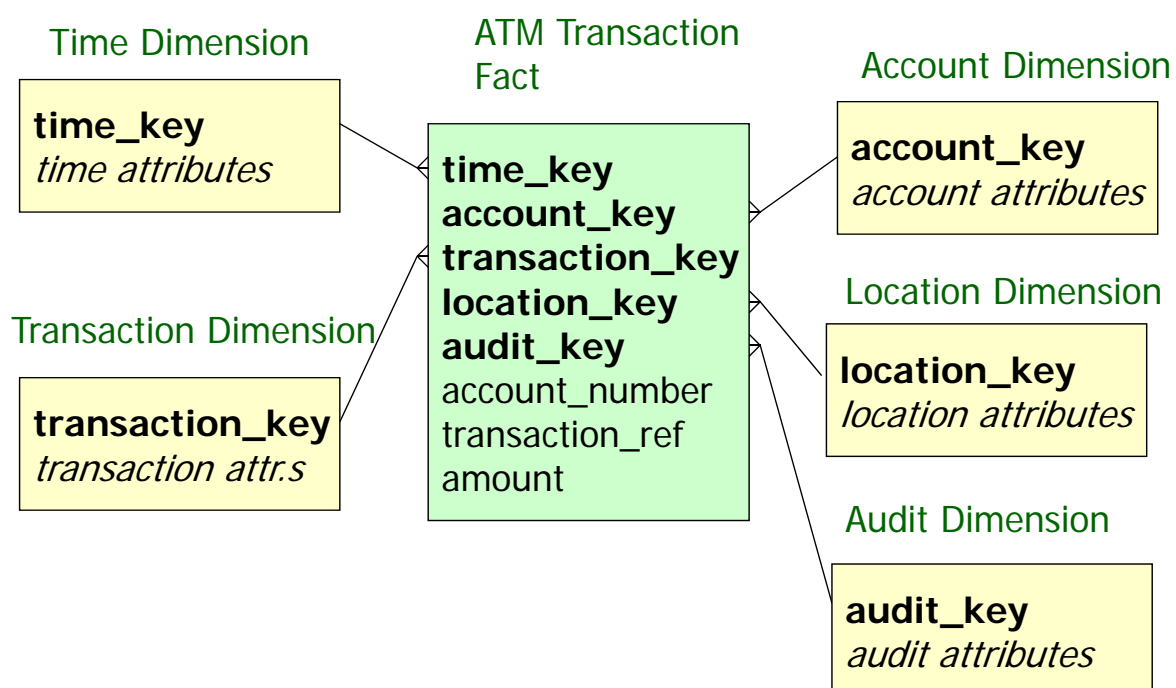 Time Dimension
time_key
time attributes
Transaction Dimension
transaction_key
transaction attr.s
ATM Transaction
Fact
time_key
account_key
transaction_key
location_key
audit_key
account_number
transaction_ref
amount
Account Dimension
account_key
account attributes
Location Dimension
location_key
location attributes
Audit Dimension
audit_key
audit attributes